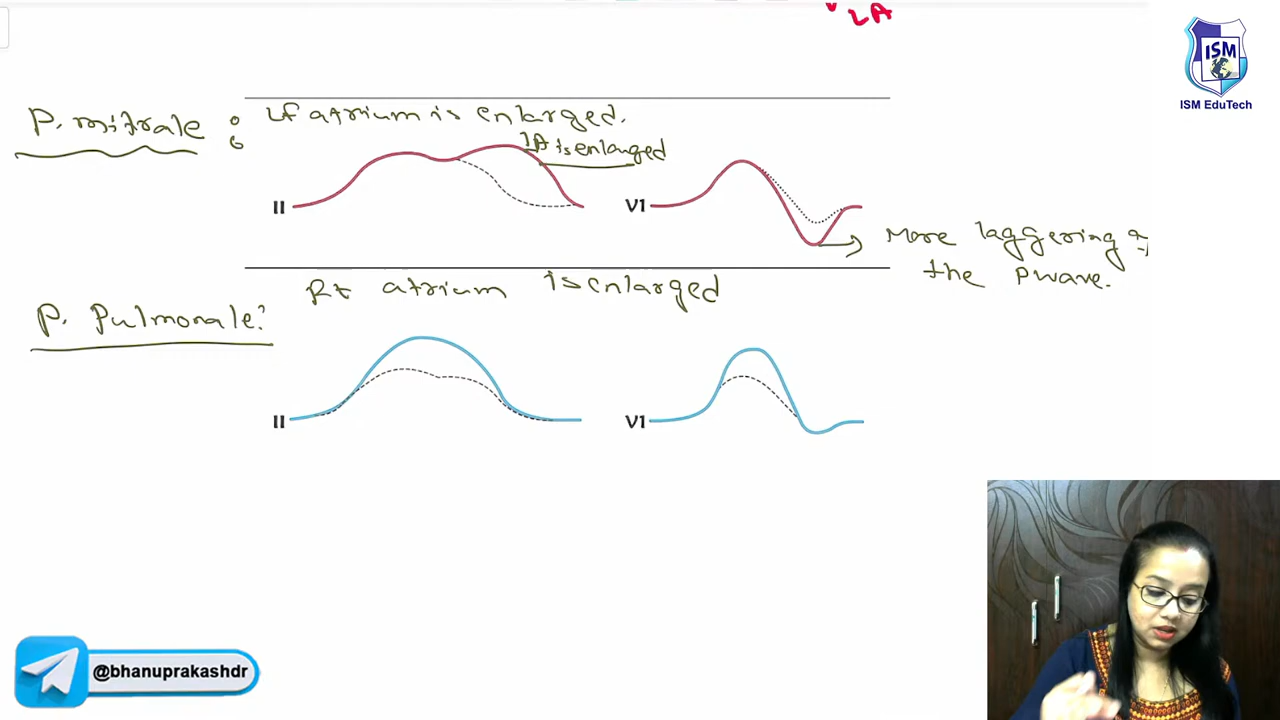 LA
ISM
ISM EduTech
P. mitrale : Lf atrium is enlarged.
LA is enlarged
II
V1
More laggering of
the P wave.
Rt atrium is enlarged
P. Pulmonale:
II
V1
@bhanuprakashdr